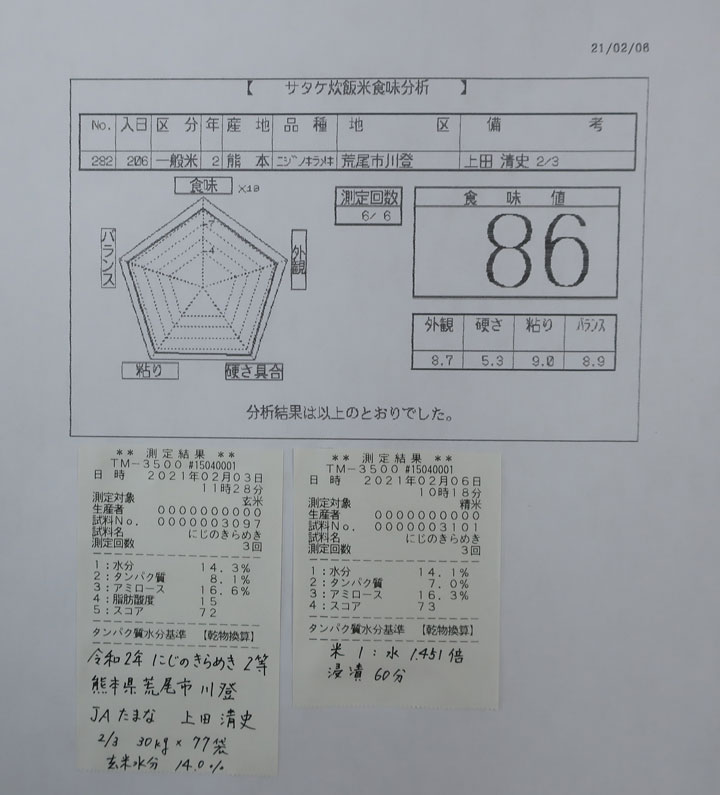 21/02/06
【 サタケ炊飯米食味分析 】
No. 入日 区分 年 産地 品種 地区 備考
282 206 一般米 2 熊本 ニジノキラメキ 荒尾市川登 上田 清史 2/3
食味 ×10
7
4
バランス
外観
粘り
硬さ具合
測定回数
6/ 6
食味値
86
外観 硬さ 粘り バランス
8.7 5.3 9.0 8.9
分析結果は以上のとおりでした。
** 測定結果 **
TM-3500 #15040001
日時 2021年02月03日
11時28分
測定対象 玄米
生産者 0000000000
試料No. 0000003097
試料名 にじのきらめき
測定回数 3回
1:水分 14.3%
2:タンパク質 8.1%
3:アミロース 16.6%
4:脂肪酸度 15
5:スコア 72
タンパク質水分基準 【乾物換算】
令和2年 にじのきらめき 2等
熊本県荒尾市川登
JAたまな 上田 清史
2/3 30kg × 77袋
玄米水分 14.0%
** 測定結果 **
TM-3500 #15040001
日時 2021年02月06日
10時18分
測定対象 精米
生産者 0000000000
試料No. 0000003101
試料名 にじのきらめき
測定回数 3回
1:水分 14.1%
2:タンパク質 7.0%
3:アミロース 16.3%
4:スコア 73
タンパク質水分基準 【乾物換算】
米 1:水 1.451倍
浸漬 60分